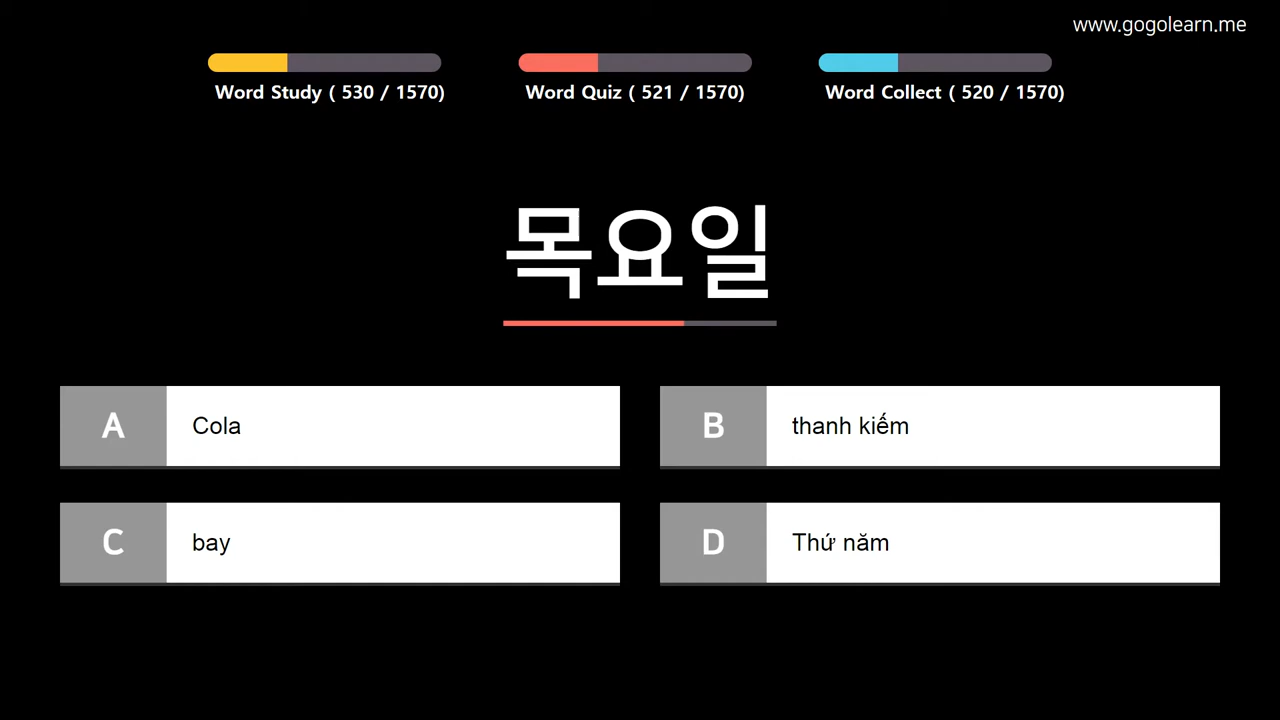 www.gogolearn.me
Word Study ( 530 / 1570)
Word Quiz ( 521 / 1570)
Word Collect ( 520 / 1570)
목요일
A Cola
B thanh kiếm
C bay
D Thứ năm